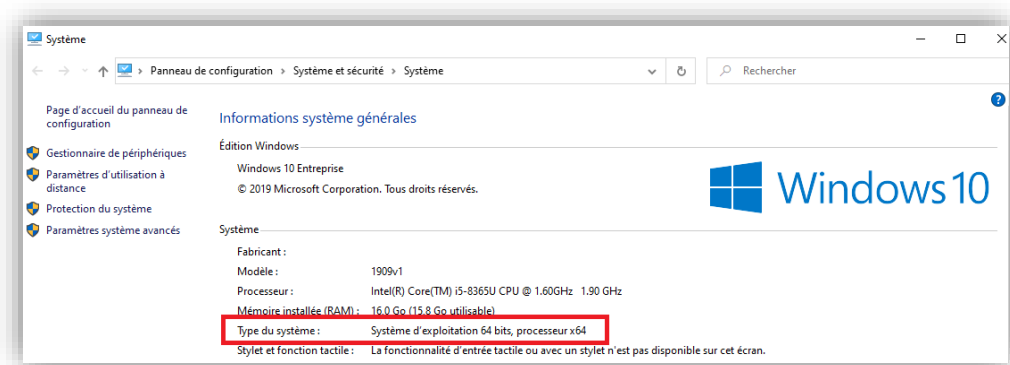 Système
Panneau de configuration > Système et sécurité > Système
Rechercher
Page d'accueil du panneau de
configuration
Gestionnaire de périphériques
Paramètres d'utilisation à
distance
Protection du système
Paramètres système avancés
Informations système générales
Édition Windows
Windows 10 Entreprise
© 2019 Microsoft Corporation. Tous droits réservés.
Windows 10
Système
Fabricant :
Modèle : 1909v1
Processeur : Intel(R) Core(TM) i5-8365U CPU @ 1.60GHz 1.90 GHz
Mémoire installée (RAM) : 16,0 Go (15,8 Go utilisable)
Type du système : Système d'exploitation 64 bits, processeur x64
Stylet et fonction tactile : La fonctionnalité d'entrée tactile ou avec un stylet n'est pas disponible sur cet écran.